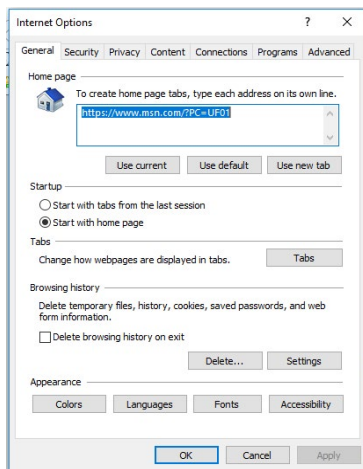 Internet Options
General Security Privacy Content Connections Programs Advanced
Home page
To create home page tabs, type each address on its own line.
https://www.msn.com/?PC=UF01
Use current Use default Use new tab
Startup
Start with tabs from the last session
Start with home page
Tabs
Change how webpages are displayed in tabs. Tabs
Browsing history
Delete temporary files, history, cookies, saved passwords, and web
form information.
Delete browsing history on exit
Delete... Settings
Appearance
Colors Languages Fonts Accessibility
OK Cancel Apply